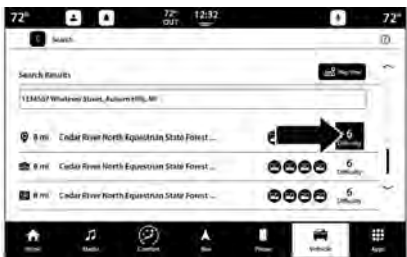 72° 72° OUT 12:32 72°
Search
Search Results Map View
1234567 Whatever Street, Auburn Hills, MI
8 mi Cedar River North Equestrian State Forest ... 6
Difficulty
8 mi Cedar River North Equestrian State Forest ... 6
Difficulty
8 mi Cedar River North Equestrian State Forest ... 6
Difficulty
Home Media Comfort Nav Phone Vehicle Apps